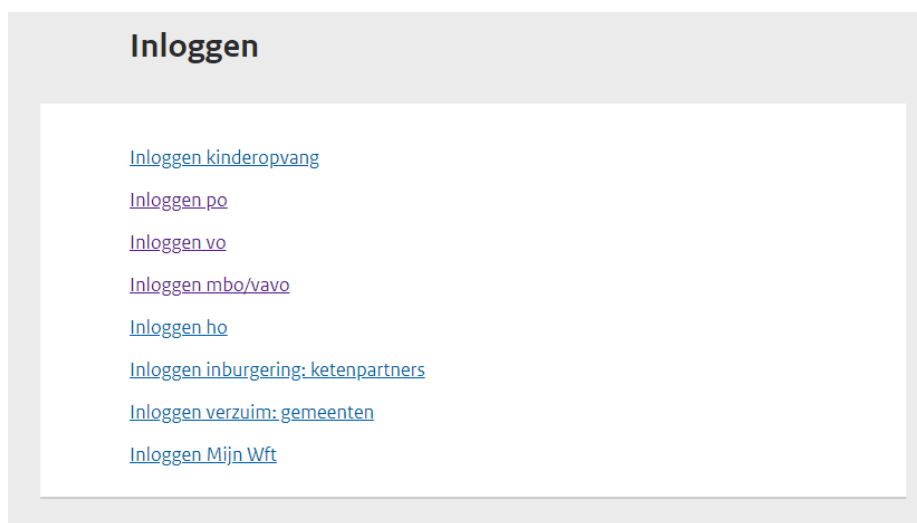 Inloggen
Inloggen kinderopvang
Inloggen po
Inloggen vo
Inloggen mbo/vavo
Inloggen ho
Inloggen inburgering: ketenpartners
Inloggen verzuim: gemeenten
Inloggen Mijn Wft